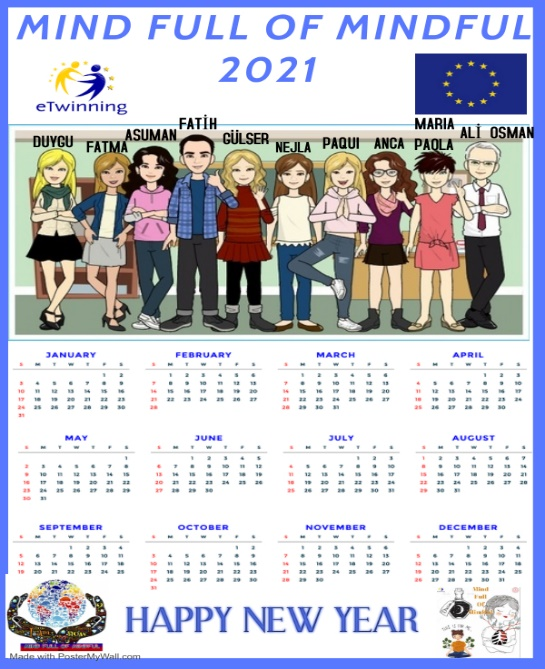 MIND FULL OF MINDFUL
2021
eTwinning
DUYGU
FATMA
ASUMAN
FATİH
GÜLSER
NEJLA
PAQUI
ANCA
MARIA
PAOLA
ALİ OSMAN
JANUARY
S M T W T F S
1 2
3 4 5 6 7 8 9
10 11 12 13 14 15 16
17 18 19 20 21 22 23
24 25 26 27 28 29 30
FEBRUARY
S M T W T F S
1 2 3 4 5 6
7 8 9 10 11 12 13
14 15 16 17 18 19 20
21 22 23 24 25 26 27
28
MARCH
S M T W T F S
1 2 3 4 5 6
7 8 9 10 11 12 13
14 15 16 17 18 19 20
21 22 23 24 25 26 27
28 29 30 31
APRIL
S M T W T F S
1 2 3
4 5 6 7 8 9 10
11 12 13 14 15 16 17
18 19 20 21 22 23 24
25 26 27 28 29 30
MAY
S M T W T F S
1
2 3 4 5 6 7 8
9 10 11 12 13 14 15
16 17 18 19 20 21 22
23 24 25 26 27 28 29
30 31
JUNE
S M T W T F S
1 2 3 4 5
6 7 8 9 10 11 12
13 14 15 16 17 18 19
20 21 22 23 24 25 26
27 28 29 30
JULY
S M T W T F S
1 2 3
4 5 6 7 8 9 10
11 12 13 14 15 16 17
18 19 20 21 22 23 24
25 26 27 28 29 30 31
AUGUST
S M T W T F S
1 2 3 4 5 6 7
8 9 10 11 12 13 14
15 16 17 18 19 20 21
22 23 24 25 26 27 28
29 30 31
SEPTEMBER
S M T W T F S
1 2 3 4
5 6 7 8 9 10 11
12 13 14 15 16 17 18
19 20 21 22 23 24 25
OCTOBER
S M T W T F S
1 2
3 4 5 6 7 8 9
10 11 12 13 14 15 16
17 18 19 20 21 22 23
24 25 26 27 28 29 30
31
NOVEMBER
S M T W T F S
1 2 3 4 5 6
7 8 9 10 11 12 13
14 15 16 17 18 19 20
21 22 23 24 25 26 27
28 29 30
DECEMBER
S M T W T F S
1 2 3 4
5 6 7 8 9 10 11
12 13 14 15 16 17 18
19 20 21 22 23 24 25
HAPPY NEW YEAR
Mind
Full
Of
Made with PosterMyWall.com